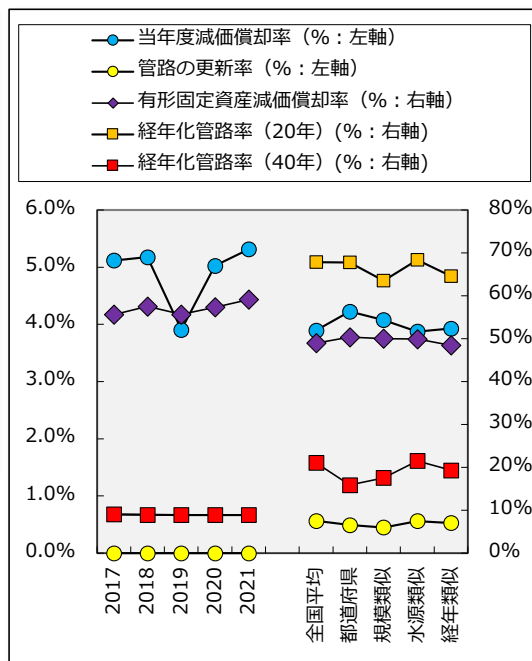 当年度減価償却率（%：左軸）
管路の更新率（%：左軸）
有形固定資産減価償却率（%：右軸）
経年化管路率（20年）(%：右軸)
経年化管路率（40年）(%：右軸)
6.0%
5.0%
4.0%
3.0%
2.0%
1.0%
0.0%
80%
70%
60%
50%
40%
30%
20%
10%
0%
2017
2018
2019
2020
2021
全国平均
都道府県
規模類似
水源類似
経年類似